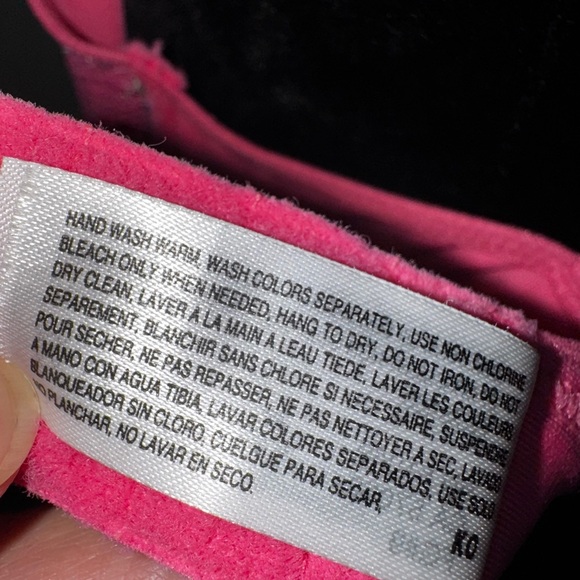 HAND WASH WARM. WASH COLORS SEPARATELY, USE NON CHLORINE
BLEACH ONLY WHEN NEEDED, HANG TO DRY, DO NOT IRON, DO NOT
DRY CLEAN, LAVER À LA MAIN A LEAU TIEDE, LAVER LES COULEURS
SEPAREMENT, BLANCHIR SANS CHLORE SI NECESSAIRE,
POUR SECHER, NE PAS REPASSER, NE PAS NETTOYER A SEC,
A MANO CON AGUA TIBIA, LAVAR COLORES SEPARADOS, USE
BLANQUEADOR SIN CLORO. CUELGUE PARA SECAR,
NO PLANCHAR, NO LAVAR EN SECO.
KO